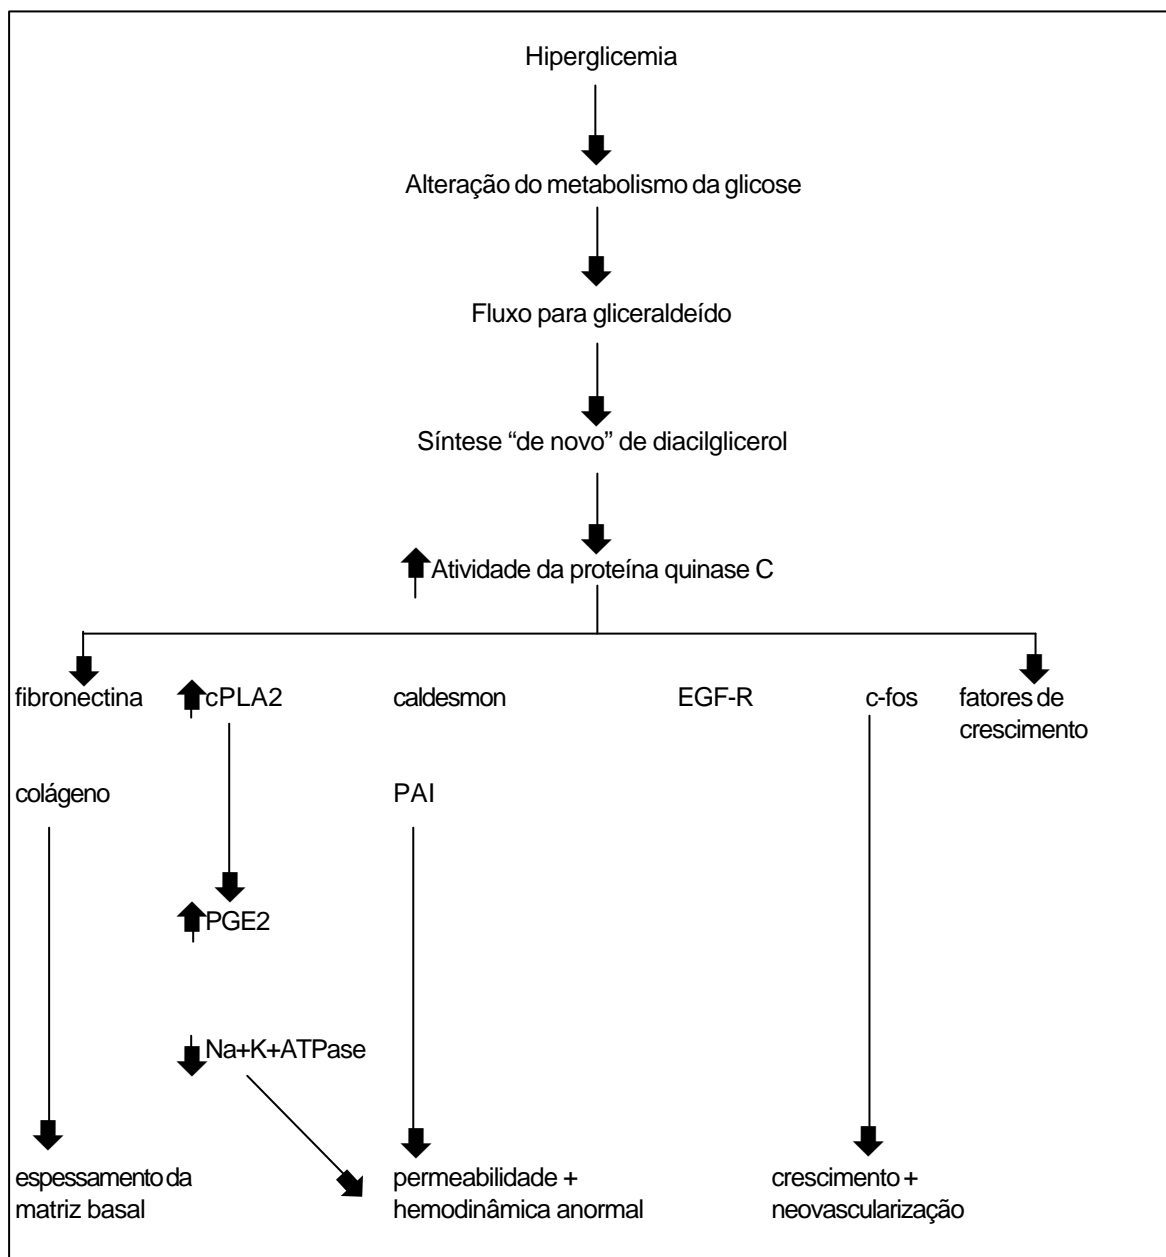 Hiperglicemia
Alteração do metabolismo da glicose
Fluxo para gliceraldeído
Síntese “de novo” de diacilglicerol
Atividade da proteína quinase C
fibronectina cPLA2 caldesmon EGF-R c-fos fatores de
crescimento
colágeno PAI
PGE2
Na+K+ATPase
espessamento da
matriz basal
permeabilidade +
hemodinâmica anormal
crescimento +
neovascularização